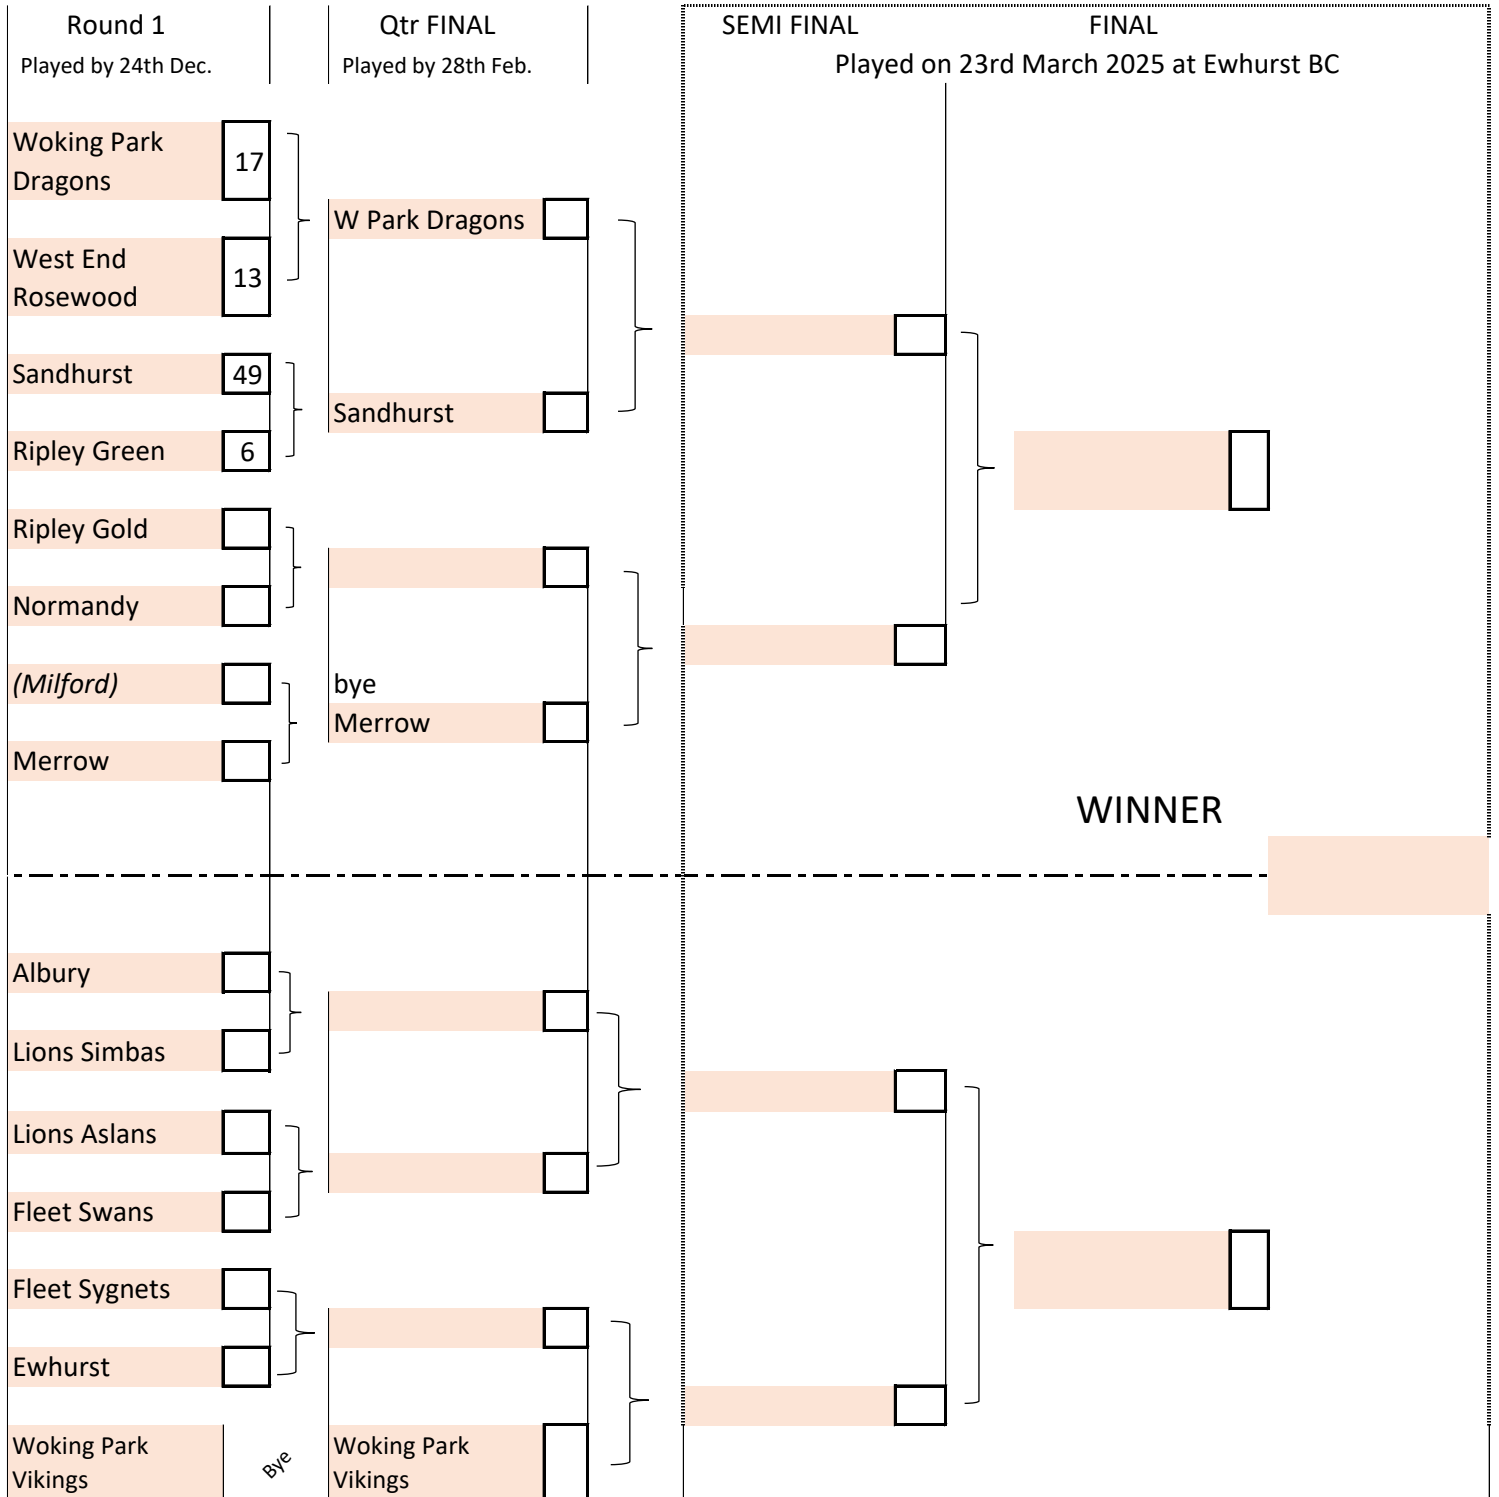 Round 1
Qtr FINAL
SEMI FINAL
FINAL
Played by 24th Dec.
Played by 28th Feb.
Played on 23rd March 2025 at Ewhurst BC
Woking Park
Dragons
17
W Park Dragons
West End
Rosewood
13
Sandhurst
49
Sandhurst
Ripley Green
6
Ripley Gold
Normandy
(Milford)
bye
Merrow
Merrow
WINNER
Albury
Lions Simbas
Lions Aslans
Fleet Swans
Fleet Sygnets
Ewhurst
Woking Park
Vikings
Bye
Woking Park
Vikings